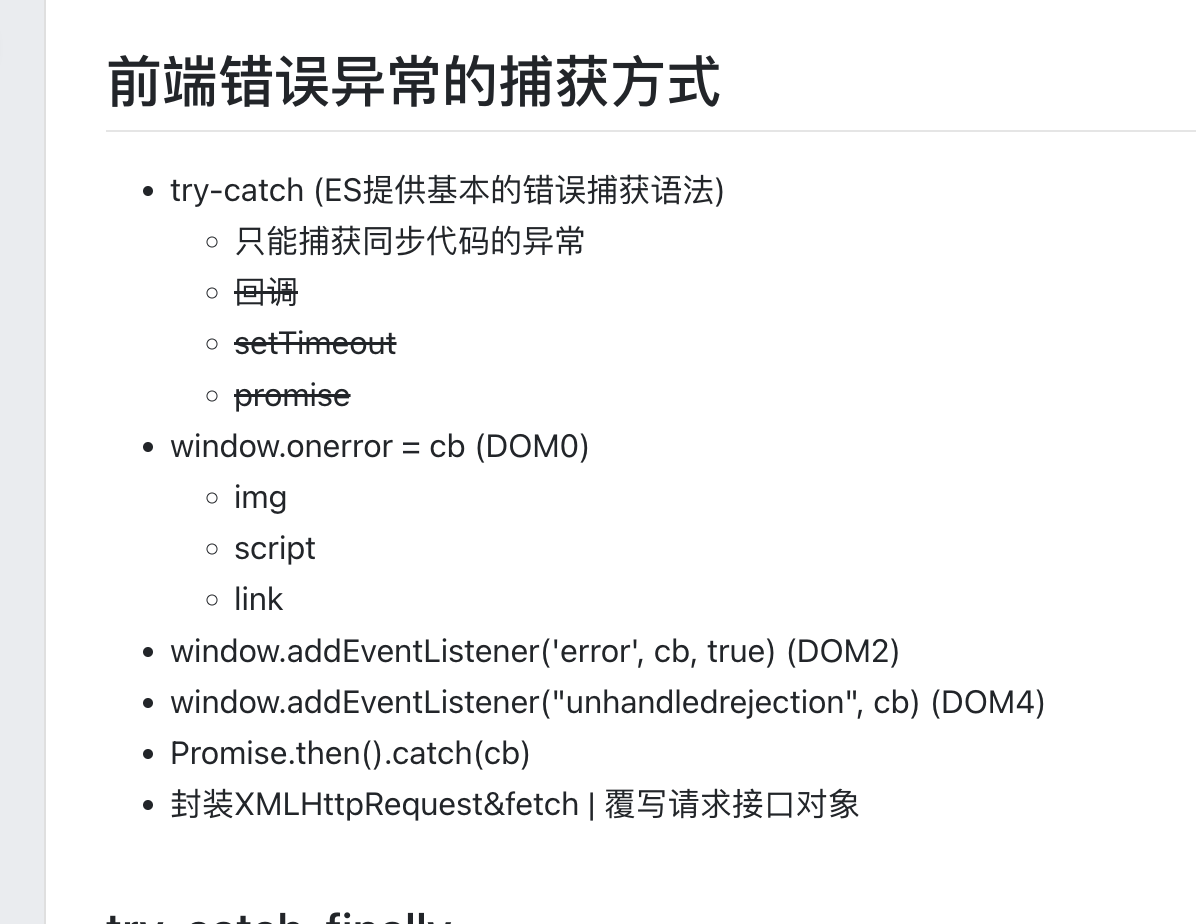 前端错误异常的捕获方式
try-catch (ES提供基本的错误捕获语法)
只能捕获同步代码的异常
回调
setTimeout
promise
window.onerror = cb (DOM0)
img
script
link
window.addEventListener('error', cb, true) (DOM2)
window.addEventListener("unhandledrejection", cb) (DOM4)
Promise.then().catch(cb)
封装XMLHttpRequest&fetch | 覆写请求接口对象
try-catch-finally